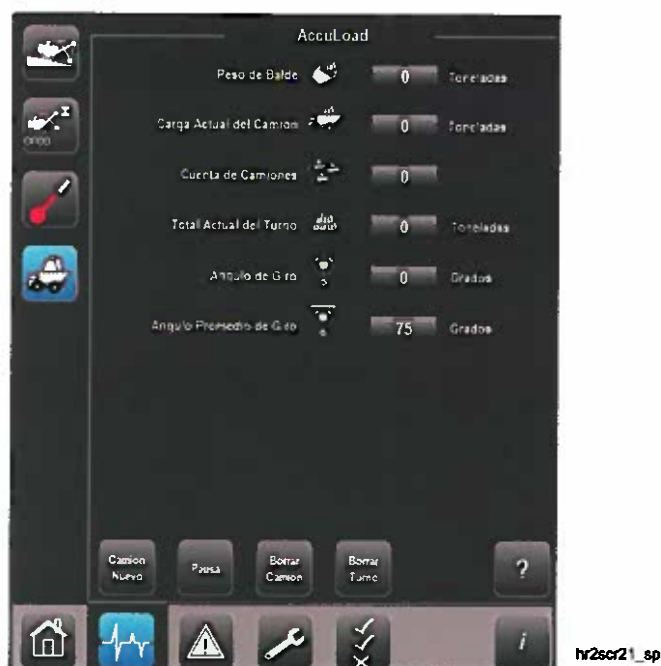 AccuLoad
Peso de Balde 0 Toneladas
Carga Actual del Camion 0 Toneladas
Cuenta de Camiones 0
Total Actual del Turno 0 Toneladas
Angulo de Giro 0 Grados
Angulo Promedio de Giro 75 Grados
Camion Nuevo
Pausa
Borrar Camion
Borrar Turno
?
i
hr2scr21_sp